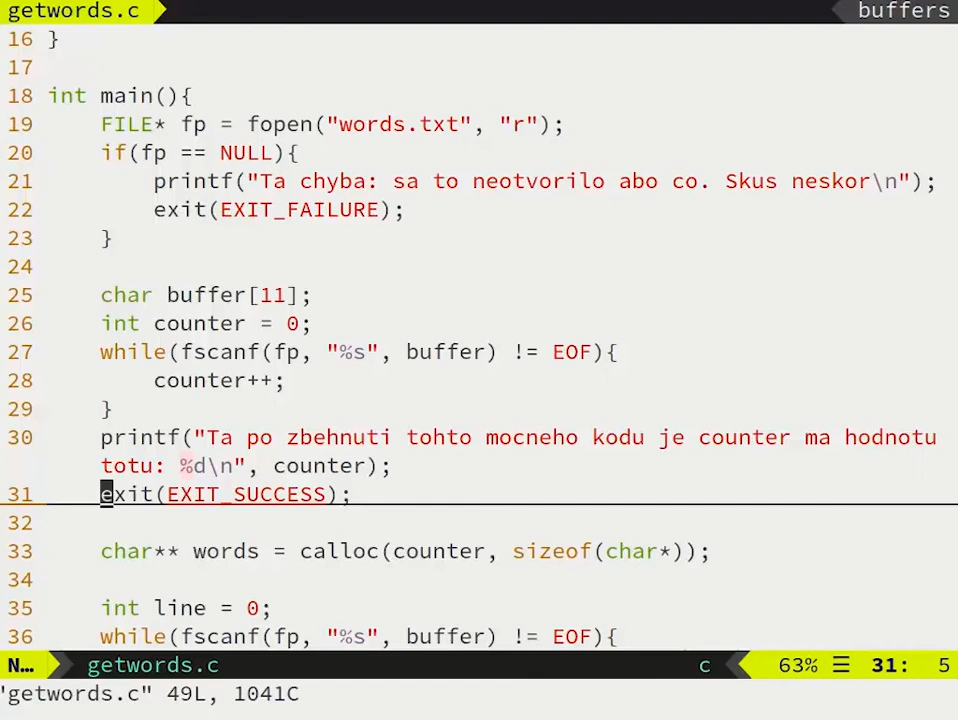 getwords.c buffers
16 }
17
18 int main(){
19     FILE* fp = fopen("words.txt", "r");
20     if(fp == NULL){
21         printf("Ta chyba: sa to neotvorilo abo co. Skus neskor\n");
22         exit(EXIT_FAILURE);
23     }
24
25     char buffer[11];
26     int counter = 0;
27     while(fscanf(fp, "%s", buffer) != EOF){
28         counter++;
29     }
30     printf("Ta po zbehnuti tohto mocneho kodu je counter ma hodnotu
totu: %d\n", counter);
31     exit(EXIT_SUCCESS);
32
33     char** words = calloc(counter, sizeof(char*));
34
35     int line = 0;
36     while(fscanf(fp, "%s", buffer) != EOF){
N… getwords.c c 63% ☰ 31: 5
'getwords.c" 49L, 1041C